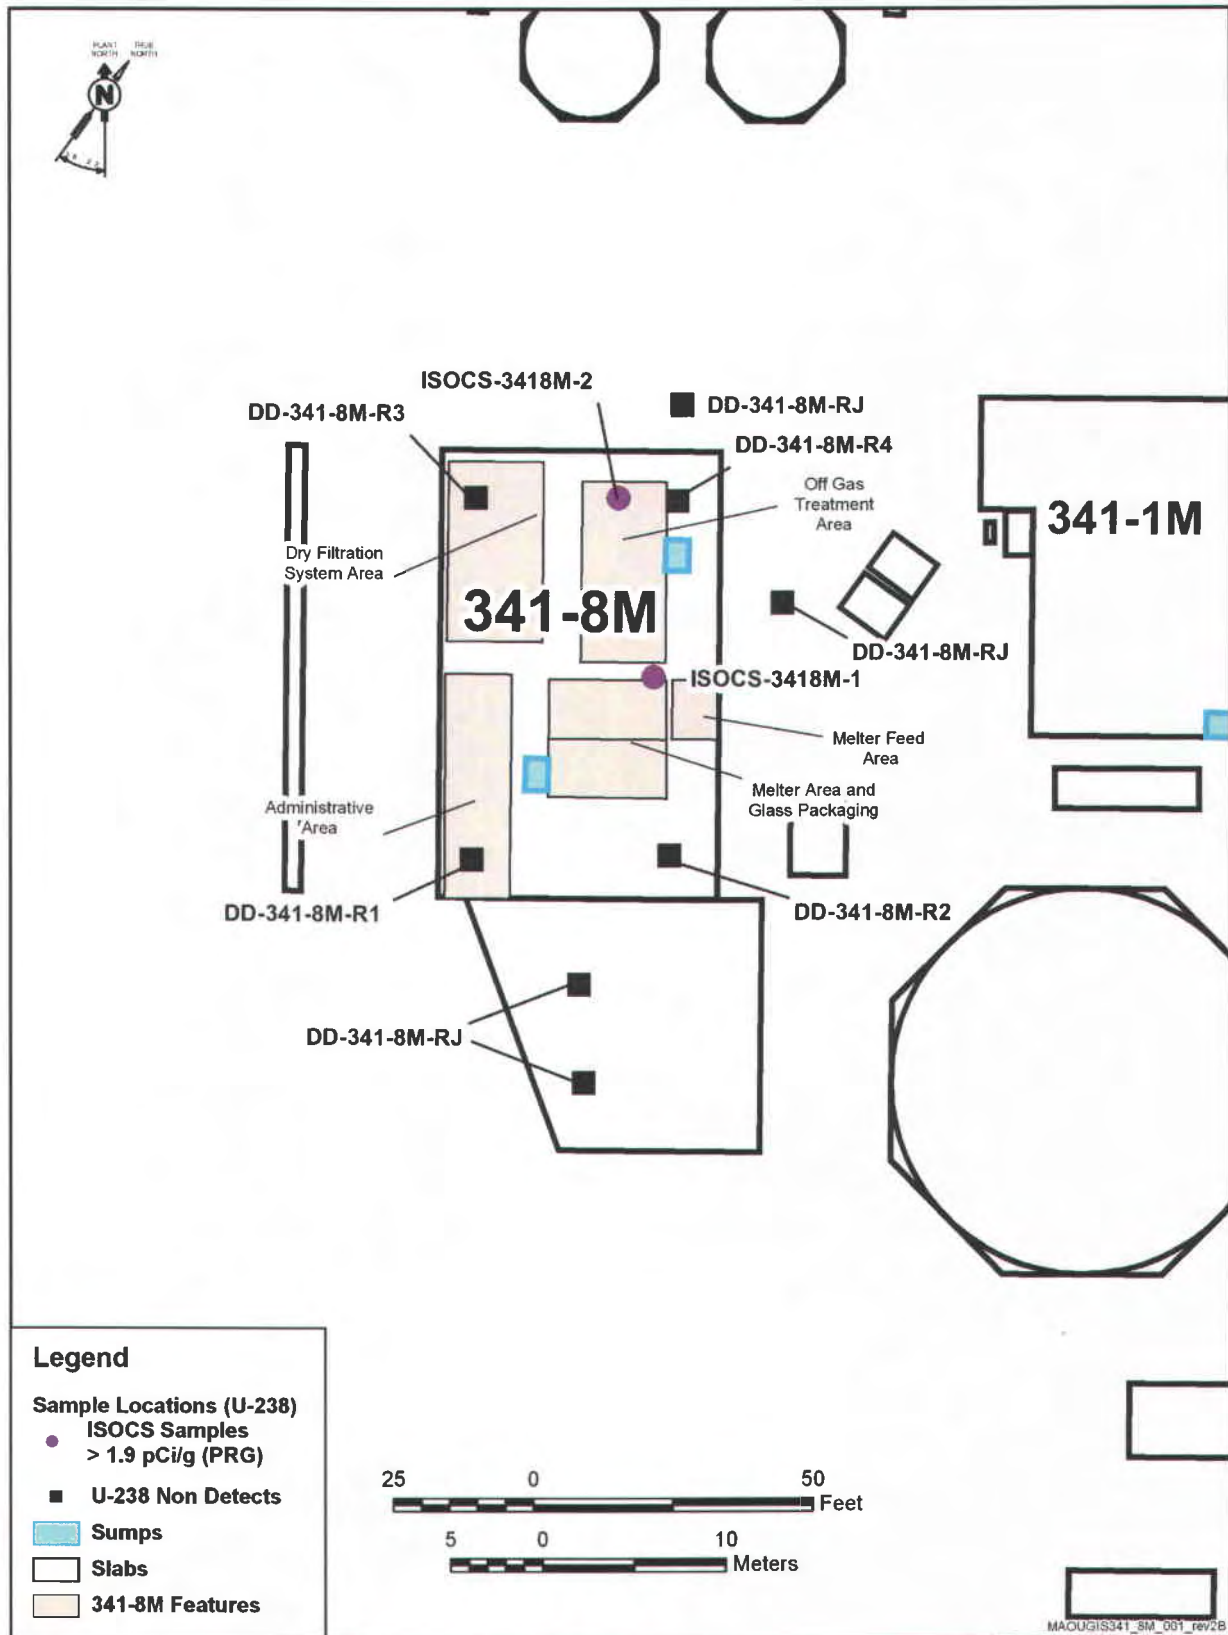 PLANT TRUE
NORTH NORTH
N
ISOCS-3418M-2
DD-341-8M-R3
DD-341-8M-RJ
DD-341-8M-R4
Off Gas
Treatment
Area
341-1M
Dry Filtration
System Area
341-8M
DD-341-8M-RJ
ISOCS-3418M-1
Melter Feed
Area
Melter Area and
Glass Packaging
Administrative
Area
DD-341-8M-R1
DD-341-8M-R2
DD-341-8M-RJ
Legend
Sample Locations (U-238)
ISOCS Samples
> 1.9 pCi/g (PRG)
U-238 Non Detects
Sumps
Slabs
341-8M Features
25 0 50
Feet
5 0 10
Meters
MAOUGIS341_8M_001_rev2B